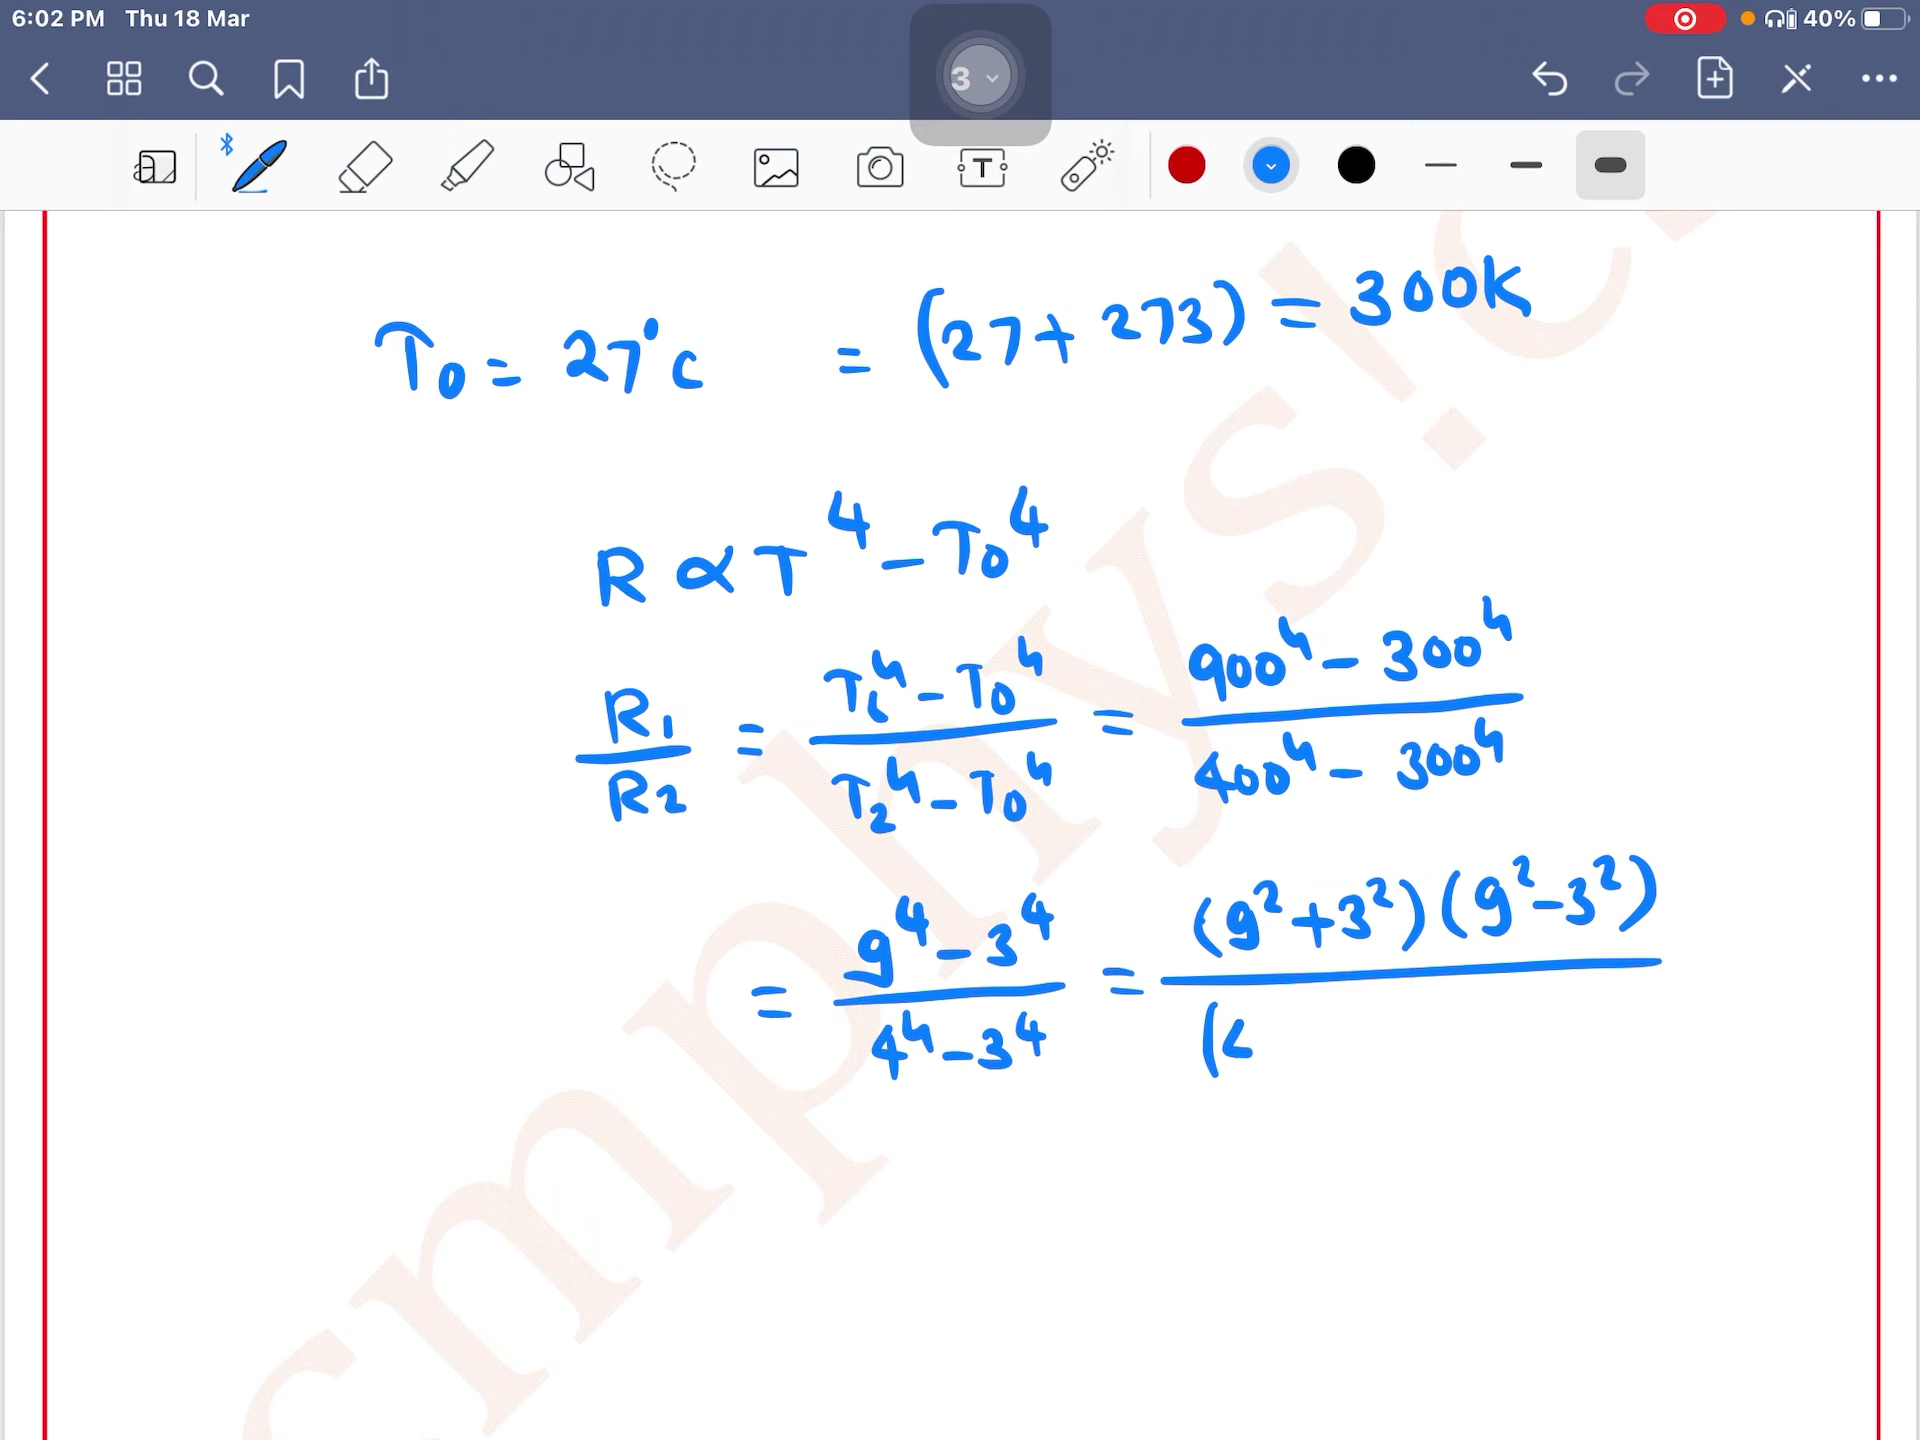 6:02 PM Thu 18 Mar
40%
3
T
T₀ = 27°C = (27 + 273) = 300K
R ∝ T⁴ - T₀⁴
R₁/R₂ = (T₁⁴ - T₀⁴)/(T₂⁴ - T₀⁴) = (900⁴ - 300⁴)/(400⁴ - 300⁴)
= (9⁴ - 3⁴)/(4⁴ - 3⁴) = (9² + 3²)(9² - 3²)
cmphys!c